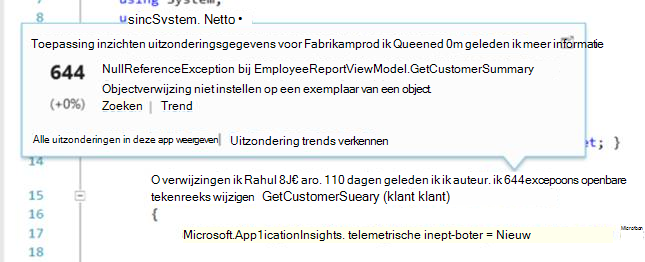 using System;
8 usincSvstem. Netto •
Toepassing inzichten uitzonderingsgegevens voor Fabrikamprod ik Queened 0m geleden ik meer informatie
644 NullReferenceException bij EmployeeReportViewModel.GetCustomerSummary
Objectverwijzing niet instellen op een exemplaar van een object.
(+0%) Zoeken | Trend
Alle uitzonderingen in deze app weergeven| Uitzondering trends verkennen
et; }
14
O verwijzingen ik Rahul 8J€ aro. 110 dagen geleden ik ik auteur. ik 644excepoons openbare
15 tekenreeks wijzigen GetCustomerSueary (klant klant)
16 {
17 Microsoft.App1icationInsights. telemetrische inept-boter = Nieuw
18